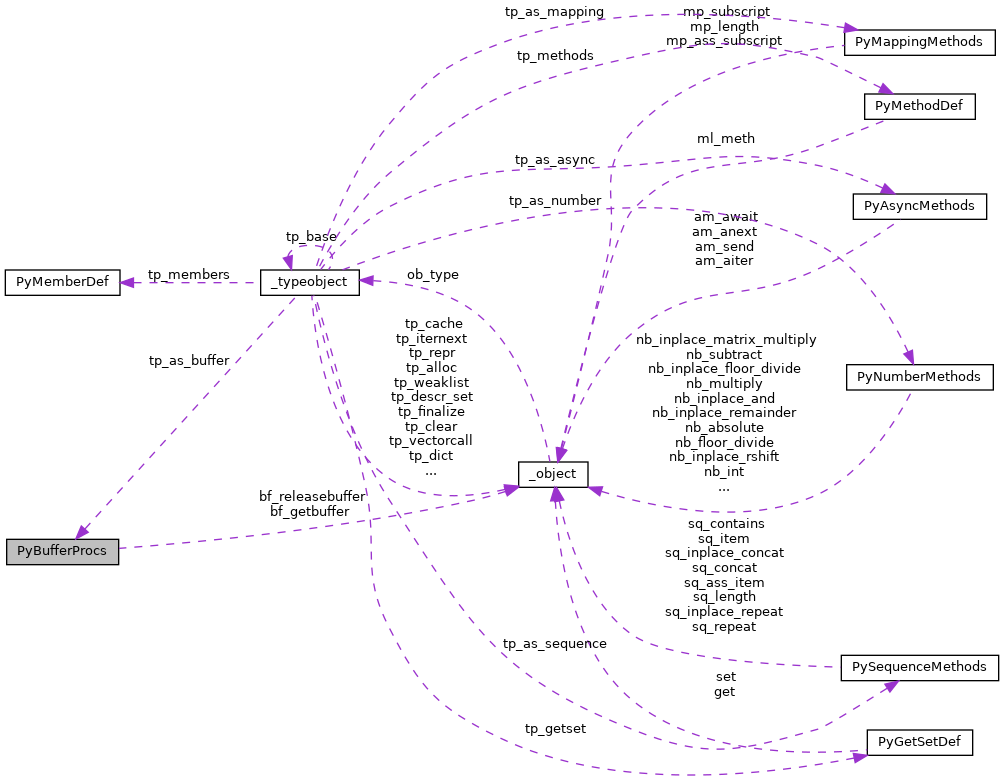 tp_as_mapping
mp_subscript
mp_length
mp_ass_subscript
PyMappingMethods
tp_methods
PyMethodDef
ml_meth
tp_as_async
PyAsyncMethods
tp_as_number
am_await
am_anext
am_send
am_aiter
tp_base
PyMemberDef
tp_members
_typeobject
ob_type
tp_cache
tp_iternext
tp_repr
tp_alloc
tp_weaklist
tp_descr_set
tp_finalize
tp_clear
tp_vectorcall
tp_dict
...
nb_inplace_matrix_multiply
nb_subtract
nb_inplace_floor_divide
nb_multiply
nb_inplace_and
nb_inplace_remainder
nb_absolute
nb_floor_divide
nb_inplace_rshift
nb_int
...
PyNumberMethods
tp_as_buffer
_object
bf_releasebuffer
bf_getbuffer
PyBufferProcs
sq_contains
sq_item
sq_inplace_concat
sq_concat
sq_ass_item
sq_length
sq_inplace_repeat
sq_repeat
tp_as_sequence
PySequenceMethods
set
get
tp_getset
PyGetSetDef